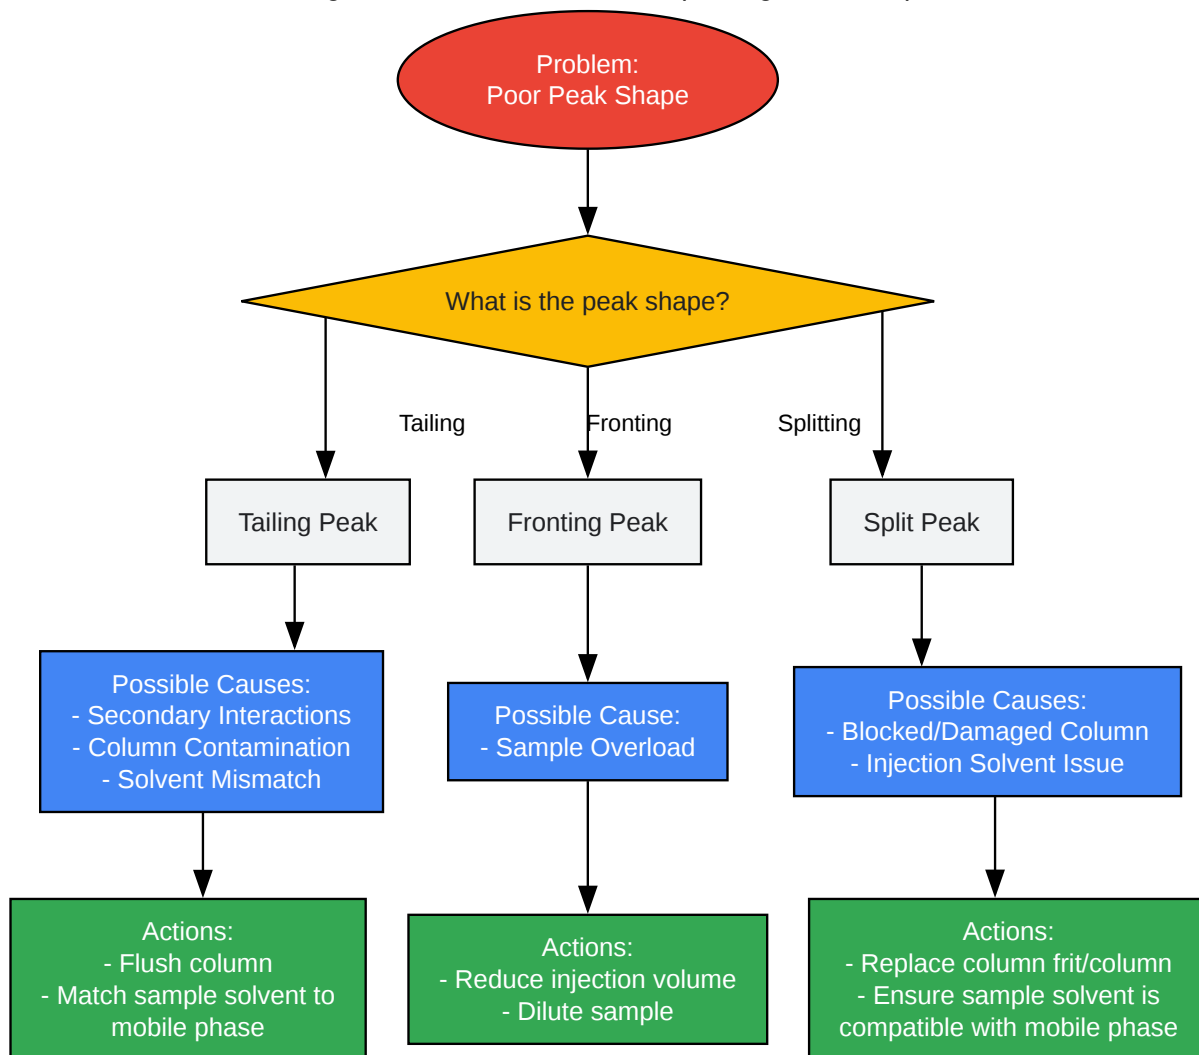 Problem:
Poor Peak Shape
What is the peak shape?
Tailing
Fronting
Splitting
Tailing Peak
Fronting Peak
Split Peak
Possible Causes:
- Secondary Interactions
- Column Contamination
- Solvent Mismatch
Possible Cause:
- Sample Overload
Possible Causes:
- Blocked/Damaged Column
- Injection Solvent Issue
Actions:
- Flush column
- Match sample solvent to
mobile phase
Actions:
- Reduce injection volume
- Dilute sample
Actions:
- Replace column frit/column
- Ensure sample solvent is
compatible with mobile phase